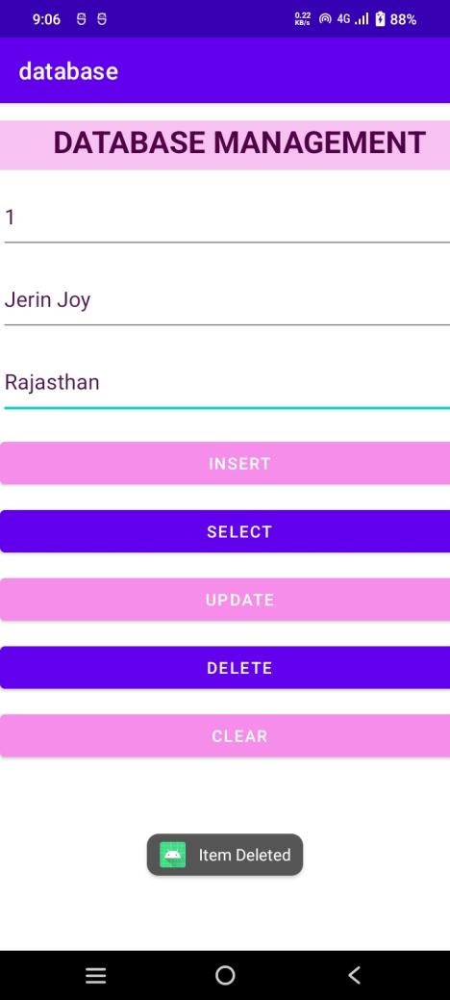 9:06 0.22 KB/s 4G 88%
database
DATABASE MANAGEMENT
1
Jerin Joy
Rajasthan
INSERT
SELECT
UPDATE
DELETE
CLEAR
Item Deleted